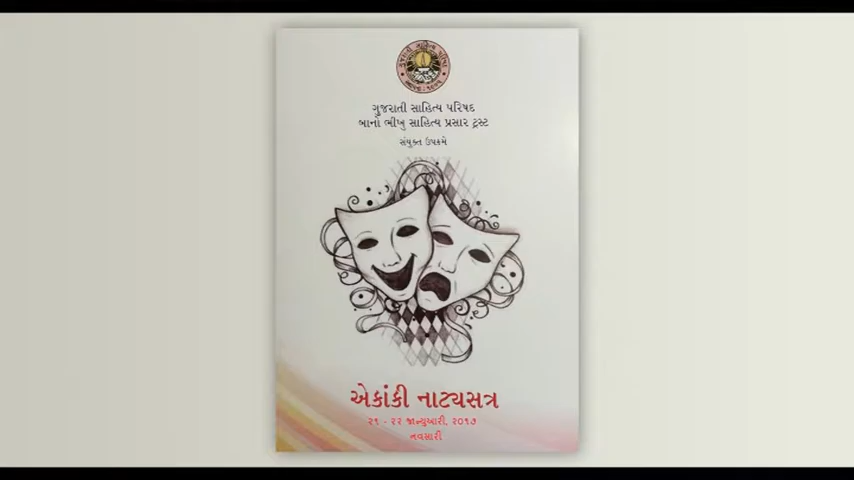 ગુજરાતી સાહિત્ય પરિષદ
બાનો ભીખુ સાહિત્ય પ્રસાર ટ્રસ્ટ
સંયુક્ત ઉપક્રમે
એકાંકી નાટ્યસત્ર
૨૧ - ૨૨ જાન્યુઆરી, ૨૦૧૭
નવસારી